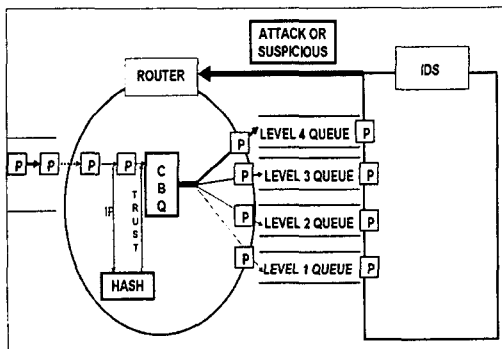 ATTACK OR
SUSPICIOUS
ROUTER
IDS
P
LEVEL 4 QUEUE
P
P
P
P
P
C
B
Q
P
LEVEL 3 QUEUE
P
IP
TRUST
P
LEVEL 2 QUEUE
P
HASH
P
LEVEL 1 QUEUE
P